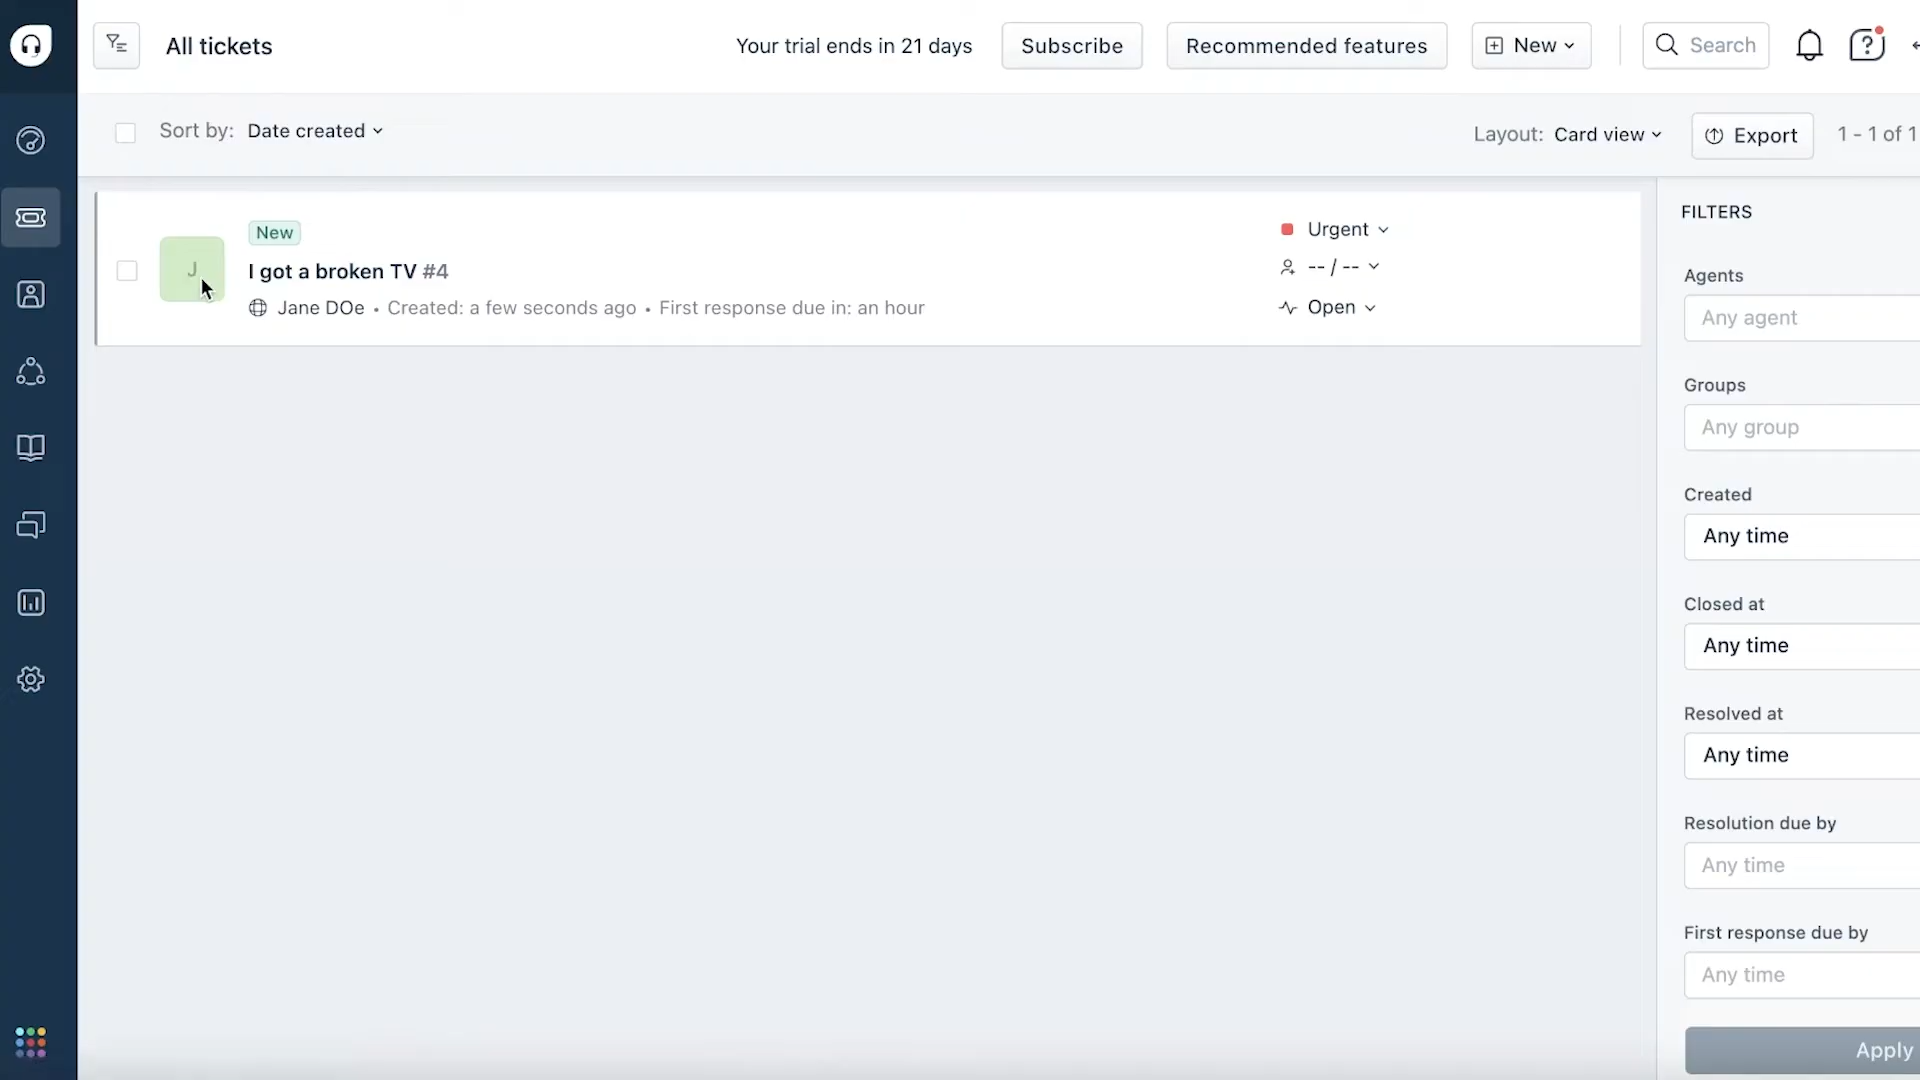 All tickets
Your trial ends in 21 days
Subscribe
Recommended features
New
Search
Sort by: Date created
Layout: Card view
Export
1 - 1 of 1
New
J
I got a broken TV #4
Jane DOe • Created: a few seconds ago • First response due in: an hour
Urgent
-- / --
Open
FILTERS
Agents
Any agent
Groups
Any group
Created
Any time
Closed at
Any time
Resolved at
Any time
Resolution due by
Any time
First response due by
Any time
Apply